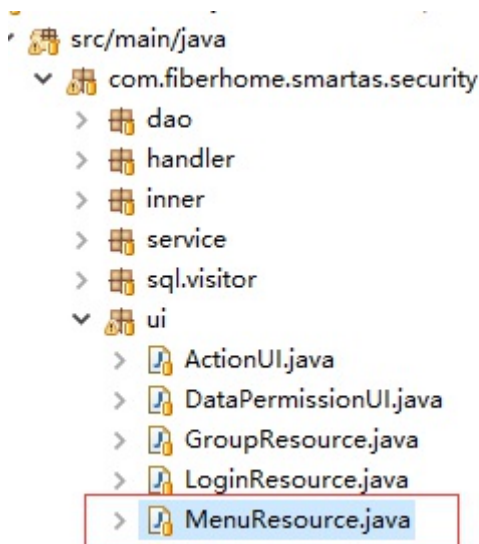 src/main/java
com.fiberhome.smartas.security
dao
handler
inner
service
sql.visitor
ui
ActionUI.java
DataPermissionUI.java
GroupResource.java
LoginResource.java
MenuResource.java